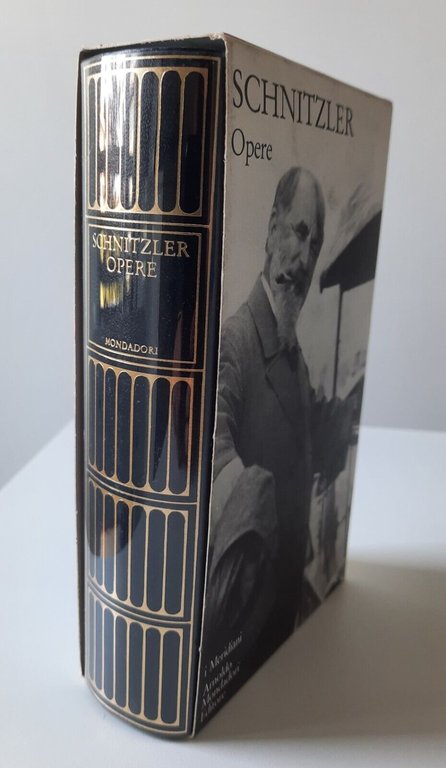 SCHNITZLER
OPERE
MONDADORI
SCHNITZLER
Opere
i Meridiani
Arnoldo
Mondadori
Editore